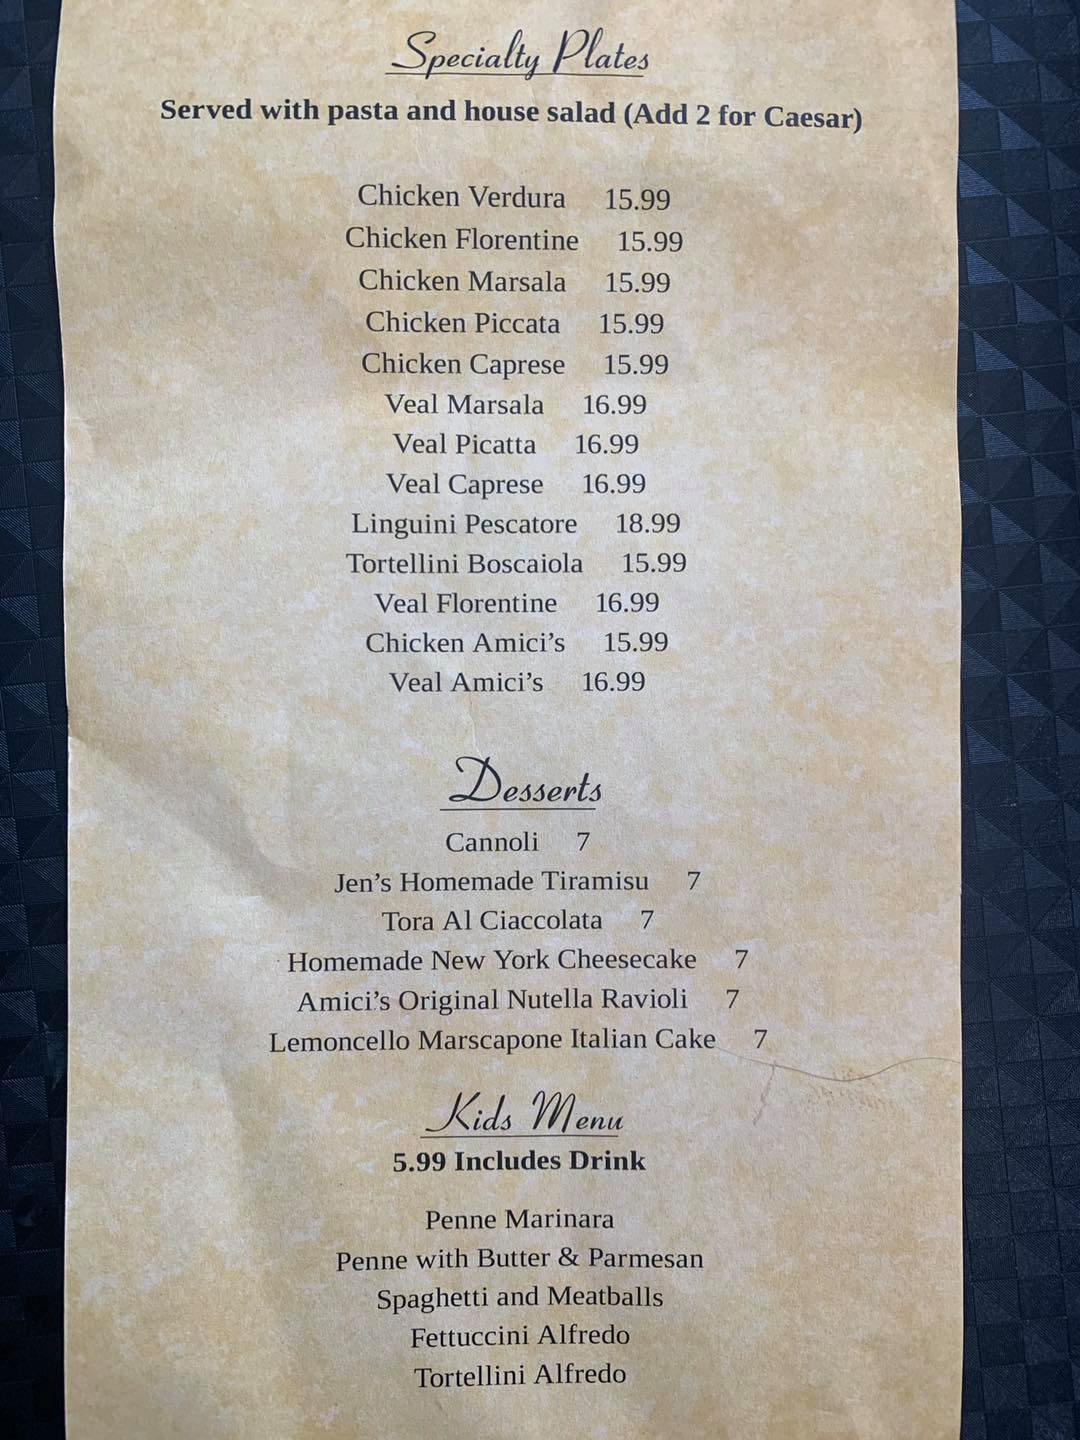 Specialty Plates
Served with pasta and house salad (Add 2 for Caesar)
Chicken Verdura 15.99
Chicken Florentine 15.99
Chicken Marsala 15.99
Chicken Piccata 15.99
Chicken Caprese 15.99
Veal Marsala 16.99
Veal Picatta 16.99
Veal Caprese 16.99
Linguini Pescatore 18.99
Tortellini Boscaiola 15.99
Veal Florentine 16.99
Chicken Amici’s 15.99
Veal Amici’s 16.99
Desserts
Cannoli 7
Jen’s Homemade Tiramisu 7
Tora Al Ciaccolata 7
Homemade New York Cheesecake 7
Amici’s Original Nutella Ravioli 7
Lemoncello Marscapone Italian Cake 7
Kids Menu
5.99 Includes Drink
Penne Marinara
Penne with Butter & Parmesan
Spaghetti and Meatballs
Fettuccini Alfredo
Tortellini Alfredo